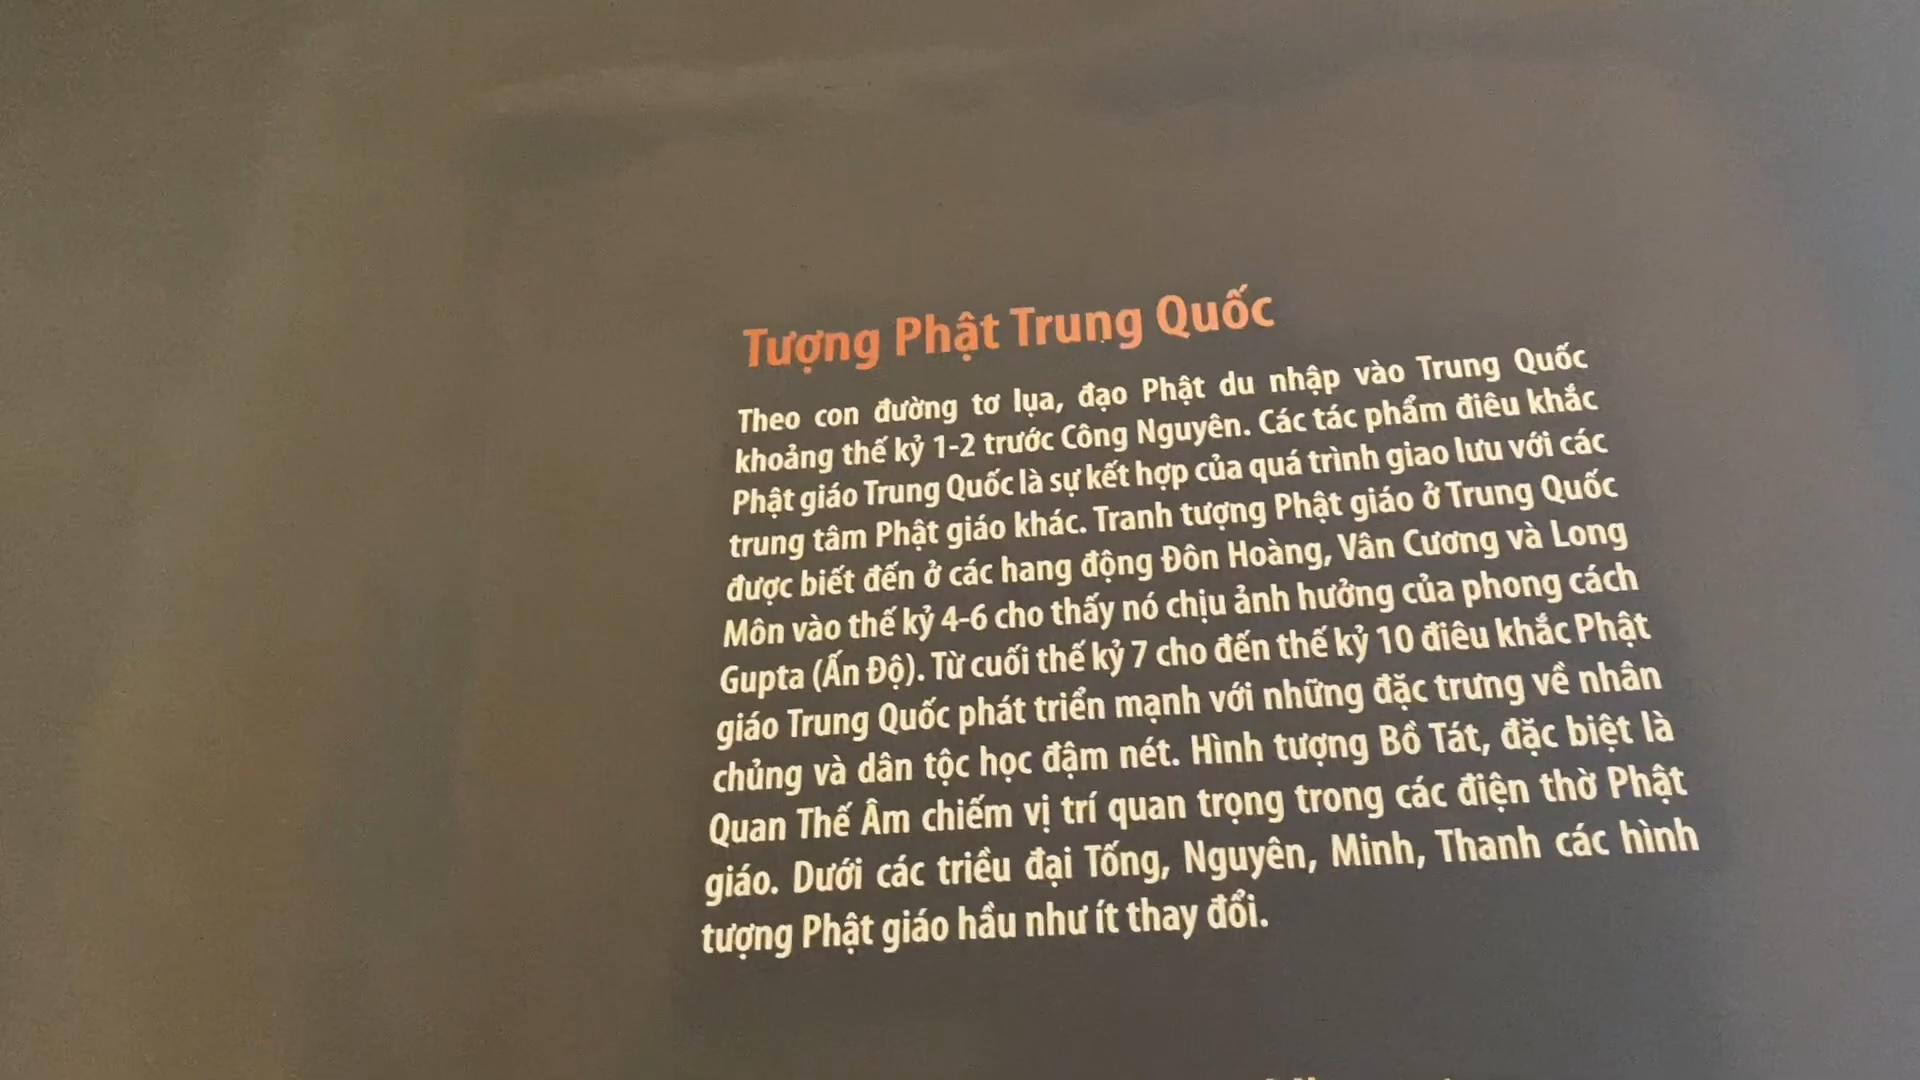 Tượng Phật Trung Quốc
Theo con đường tơ lụa, đạo Phật du nhập vào Trung Quốc
khoảng thế kỷ 1-2 trước Công Nguyên. Các tác phẩm điêu khắc
Phật giáo Trung Quốc là sự kết hợp của quá trình giao lưu với các
trung tâm Phật giáo khác. Tranh tượng Phật giáo ở Trung Quốc
được biết đến ở các hang động Đôn Hoàng, Vân Cương và Long
Môn vào thế kỷ 4-6 cho thấy nó chịu ảnh hưởng của phong cách
Gupta (Ấn Độ). Từ cuối thế kỷ 7 cho đến thế kỷ 10 điêu khắc Phật
giáo Trung Quốc phát triển mạnh với những đặc trưng về nhân
chủng và dân tộc học đậm nét. Hình tượng Bồ Tát, đặc biệt là
Quan Thế Âm chiếm vị trí quan trọng trong các điện thờ Phật
giáo. Dưới các triều đại Tống, Nguyên, Minh, Thanh các hình
tượng Phật giáo hầu như ít thay đổi.